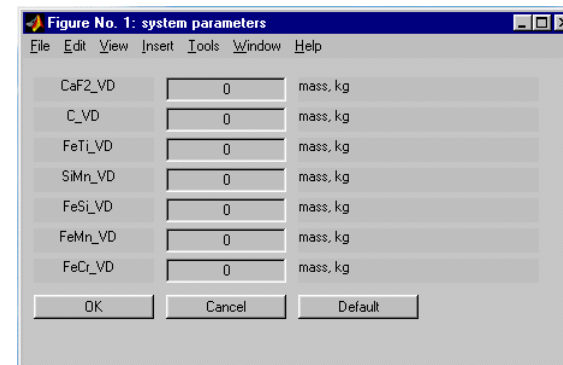 Figure No. 1: system parameters
File Edit View Insert Tools Window Help
CaF2_VD 0 mass, kg
C_VD 0 mass, kg
FeTi_VD 0 mass, kg
SiMn_VD 0 mass, kg
FeSi_VD 0 mass, kg
FeMn_VD 0 mass, kg
FeCr_VD 0 mass, kg
OK Cancel Default